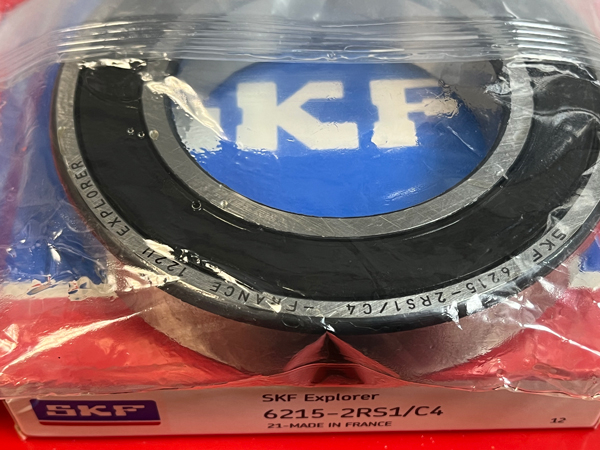 SKF
SKF 6215-2RS1/C4 -FRANCE 122H EXPLORER
SKF
SKF Explorer
6215-2RS1/C4
21-MADE IN FRANCE
12